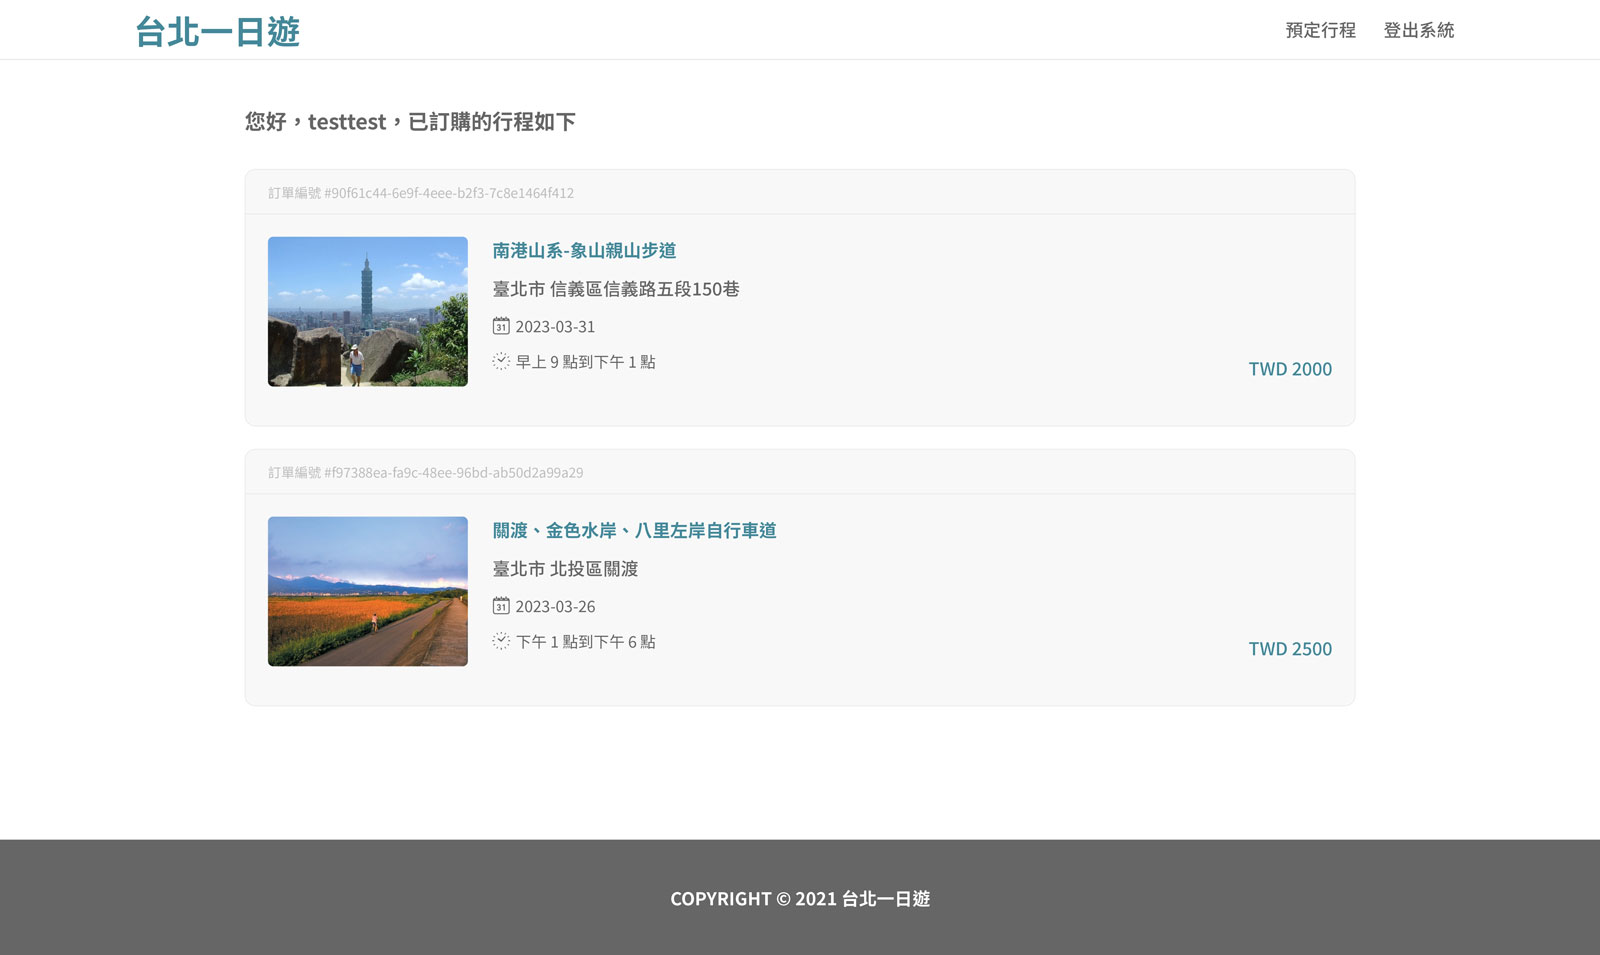 台北一日遊
預定行程 登出系統
您好，testtest，已訂購的行程如下
訂單編號 #90f61c44-6e9f-4eee-b2f3-7c8e1464f412
南港山系-象山親山步道
臺北市 信義區信義路五段150巷
31 2023-03-31
早上 9 點到下午 1 點
TWD 2000
訂單編號 #f97388ea-fa9c-48ee-96bd-ab50d2a99a29
關渡、金色水岸、八里左岸自行車道
臺北市 北投區關渡
31 2023-03-26
下午 1 點到下午 6 點
TWD 2500
COPYRIGHT © 2021 台北一日遊